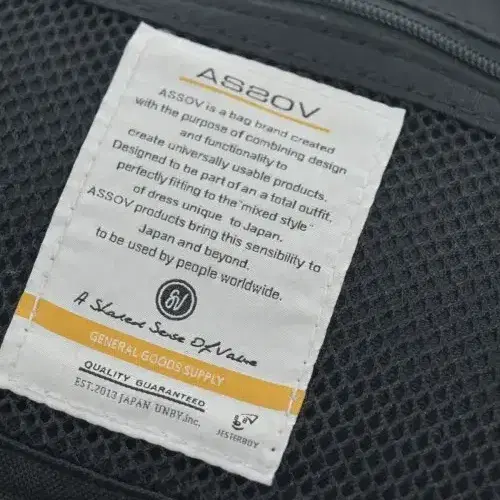 ASSOV
ASSOV is a bag brand created
with the purpose of combining design
and functionality to
create universally usable products.
Designed to be part of an a total outfit,
perfectly fitting to the "mixed style"
of dress unique to Japan.
ASSOV products bring this sensibility to
Japan and beyond.
to be used by people worldwide.
A Shared Sense Of Value
GENERAL GOODS SUPPLY
QUALITY GUARANTEED
EST.2013 JAPAN UNBY.inc.
JESTERBOY